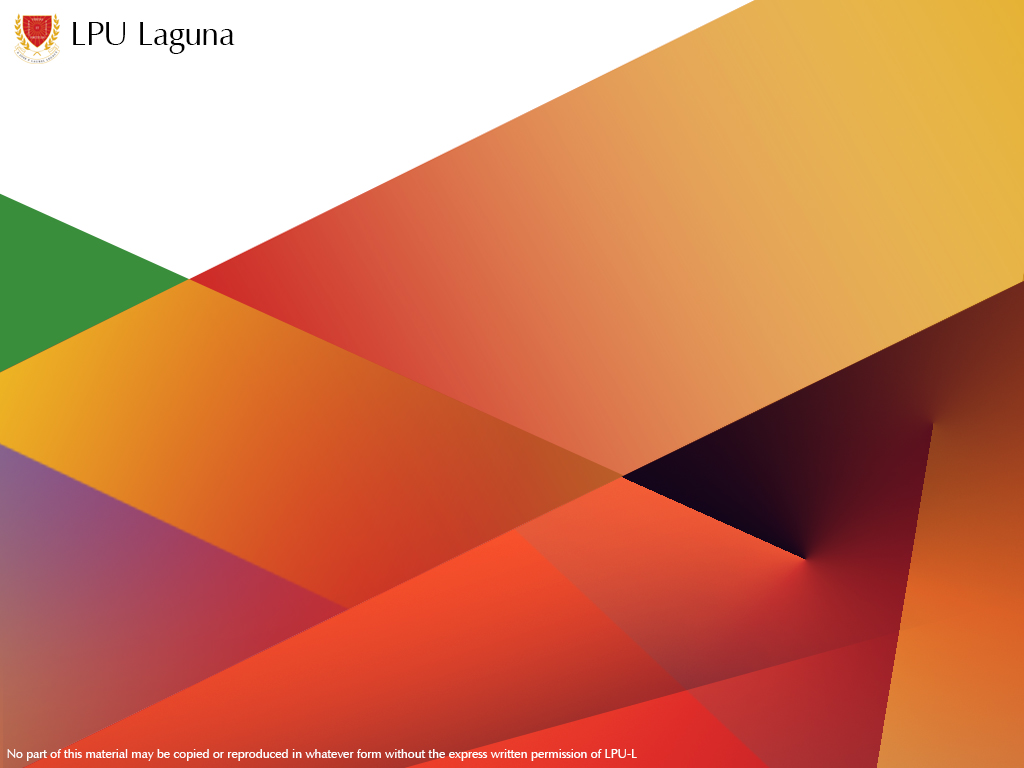 LPU Laguna
No part of this material may be copied or reproduced in whatever form without the express written permission of LPU-L